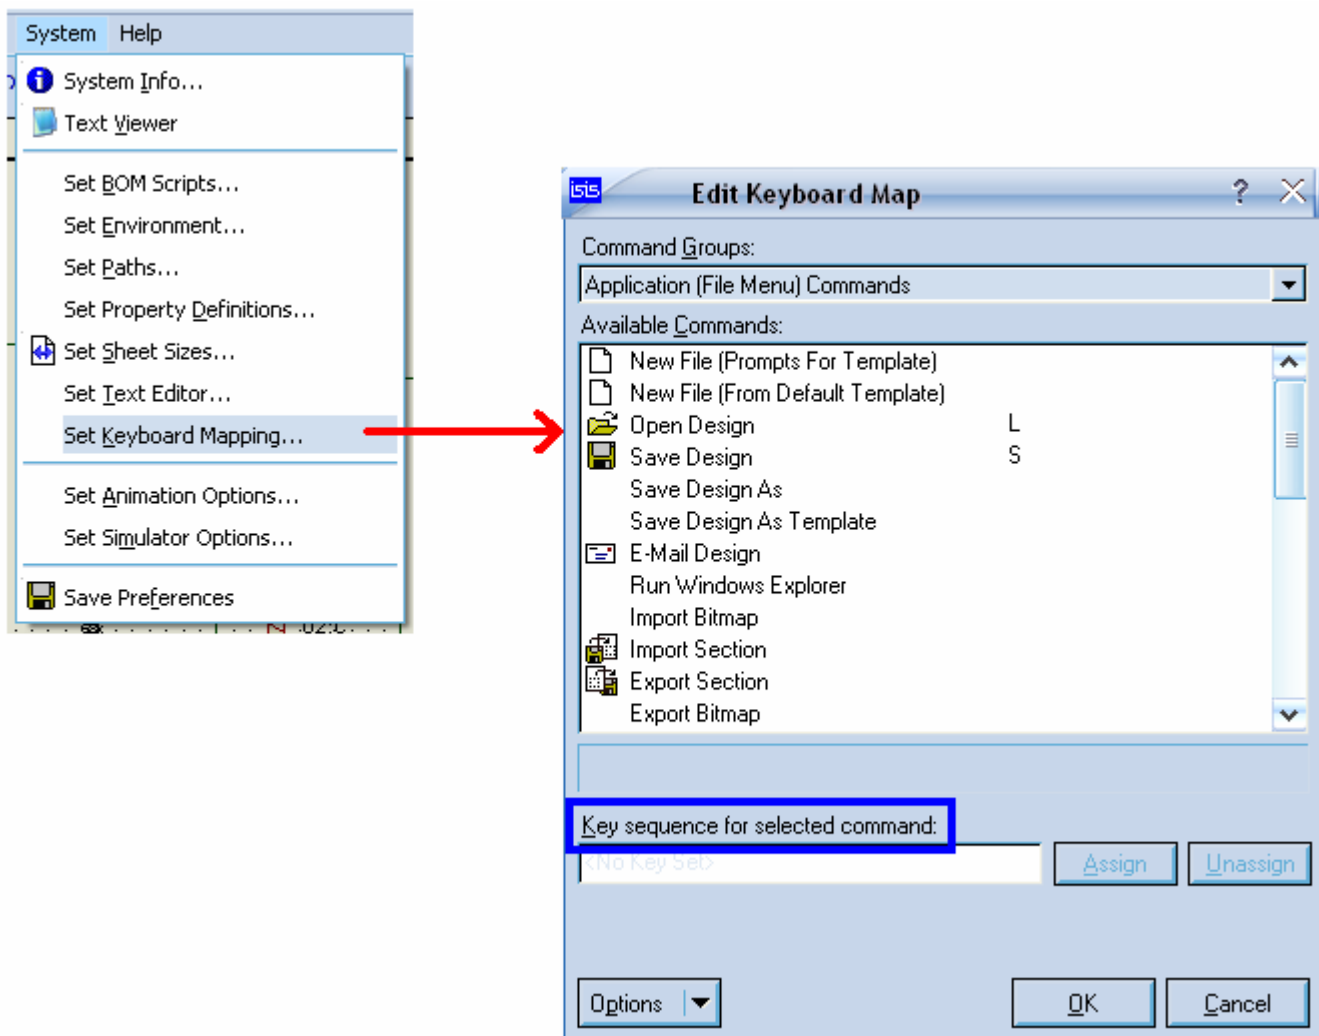 System Help
System Info...
Text Viewer
Set BOM Scripts...
Set Environment...
Set Paths...
Set Property Definitions...
Set Sheet Sizes...
Set Text Editor...
Set Keyboard Mapping...
Set Animation Options...
Set Simulator Options...
Save Preferences
isis Edit Keyboard Map ?
Command Groups:
Application (File Menu) Commands
Available Commands:
New File (Prompts For Template)
New File (From Default Template)
Open Design L
Save Design S
Save Design As
Save Design As Template
E-Mail Design
Run Windows Explorer
Import Bitmap
Import Section
Export Section
Export Bitmap
Key sequence for selected command:
<No Key Set> Assign Unassign
Options OK Cancel